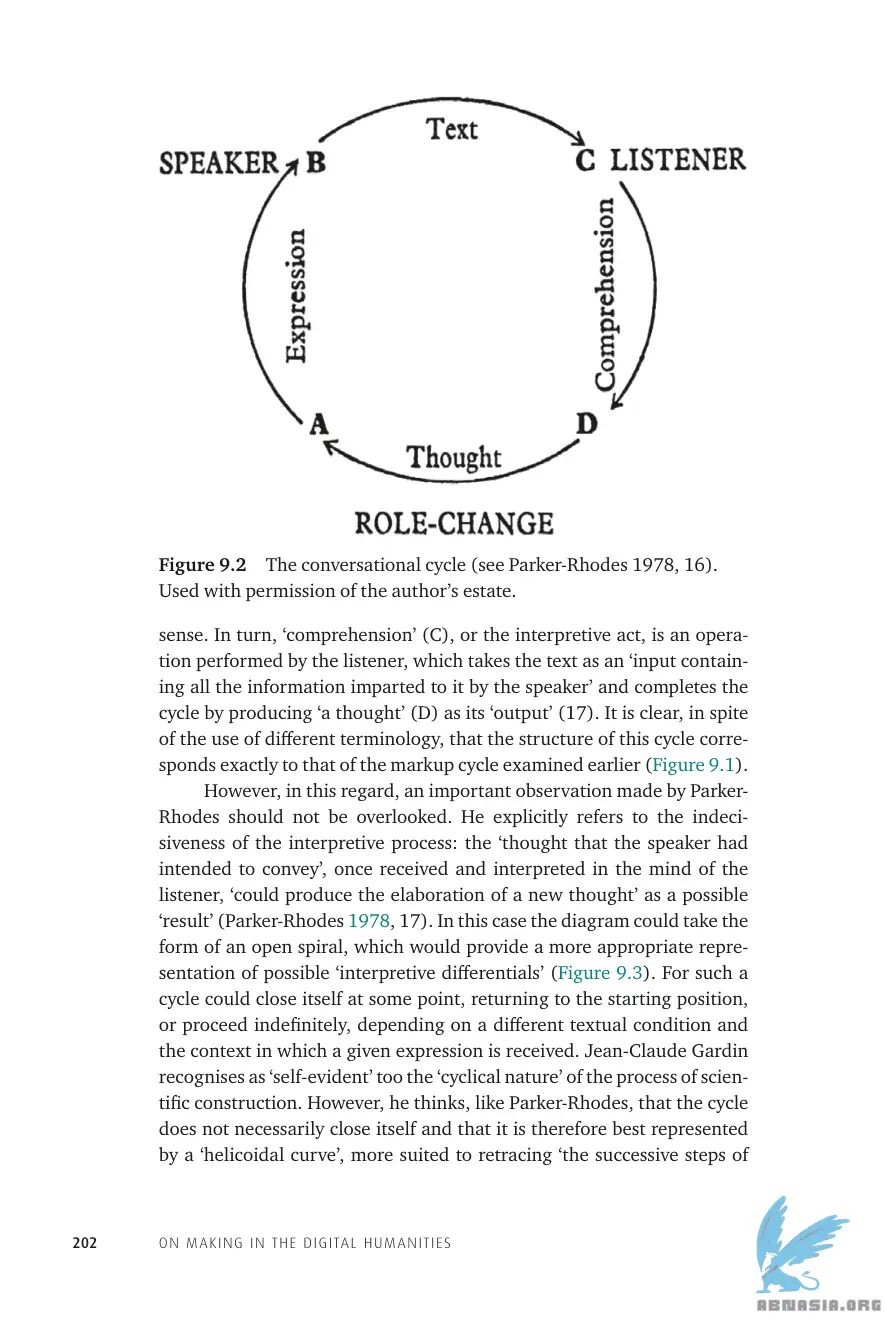 Text
SPEAKER B
C LISTENER
Expression
Comprehension
A
D
Thought
ROLE-CHANGE
Figure 9.2 The conversational cycle (see Parker-Rhodes 1978, 16).
Used with permission of the author’s estate.
sense. In turn, ‘comprehension’ (C), or the interpretive act, is an opera-
tion performed by the listener, which takes the text as an ‘input contain-
ing all the information imparted to it by the speaker’ and completes the
cycle by producing ‘a thought’ (D) as its ‘output’ (17). It is clear, in spite
of the use of different terminology, that the structure of this cycle corre-
sponds exactly to that of the markup cycle examined earlier (Figure 9.1).
However, in this regard, an important observation made by Parker-
Rhodes should not be overlooked. He explicitly refers to the indeci-
siveness of the interpretive process: the ‘thought that the speaker had
intended to convey’, once received and interpreted in the mind of the
listener, ‘could produce the elaboration of a new thought’ as a possible
‘result’ (Parker-Rhodes 1978, 17). In this case the diagram could take the
form of an open spiral, which would provide a more appropriate repre-
sentation of possible ‘interpretive differentials’ (Figure 9.3). For such a
cycle could close itself at some point, returning to the starting position,
or proceed indefinitely, depending on a different textual condition and
the context in which a given expression is received. Jean-Claude Gardin
recognises as ‘self-evident’ too the ‘cyclical nature’ of the process of scien-
tific construction. However, he thinks, like Parker-Rhodes, that the cycle
does not necessarily close itself and that it is therefore best represented
by a ‘helicoidal curve’, more suited to retracing ‘the successive steps of
202 ON MAKING IN THE DIGITAL HUMANITIES
ABNASIA.ORG